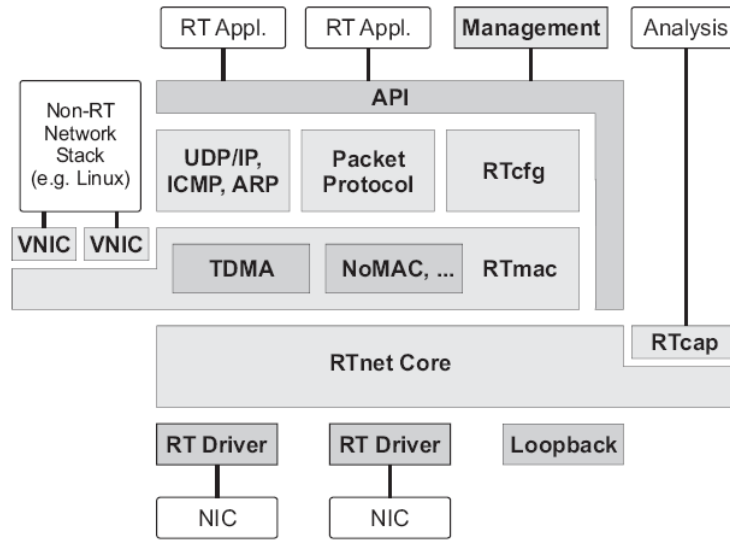 RT Appl.
RT Appl.
Management
Analysis
API
Non-RT
Network
Stack
(e.g. Linux)
UDP/IP,
ICMP, ARP
Packet
Protocol
RTcfg
VNIC
VNIC
TDMA
NoMAC, ...
RTmac
RTnet Core
RTcap
RT Driver
RT Driver
Loopback
NIC
NIC